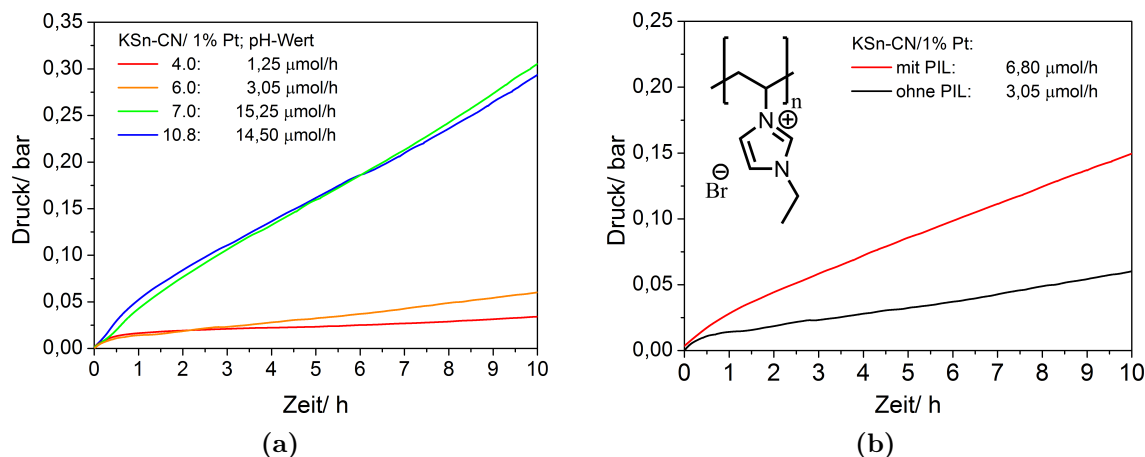 0,35
0,30
0,25
0,20
0,15
0,10
0,05
0,00
Druck/ bar
KSn-CN/ 1% Pt; pH-Wert
4.0: 1,25 µmol/h
6.0: 3,05 µmol/h
7.0: 15,25 µmol/h
10.8: 14,50 µmol/h
0 1 2 3 4 5 6 7 8 9 10
Zeit/ h
(a)
0,25
0,20
0,15
0,10
0,05
0,00
Druck/ bar
n
N
⊕
N
⊖
Br
KSn-CN/1% Pt:
mit PIL: 6,80 µmol/h
ohne PIL: 3,05 µmol/h
0 1 2 3 4 5 6 7 8 9 10
Zeit/ h
(b)